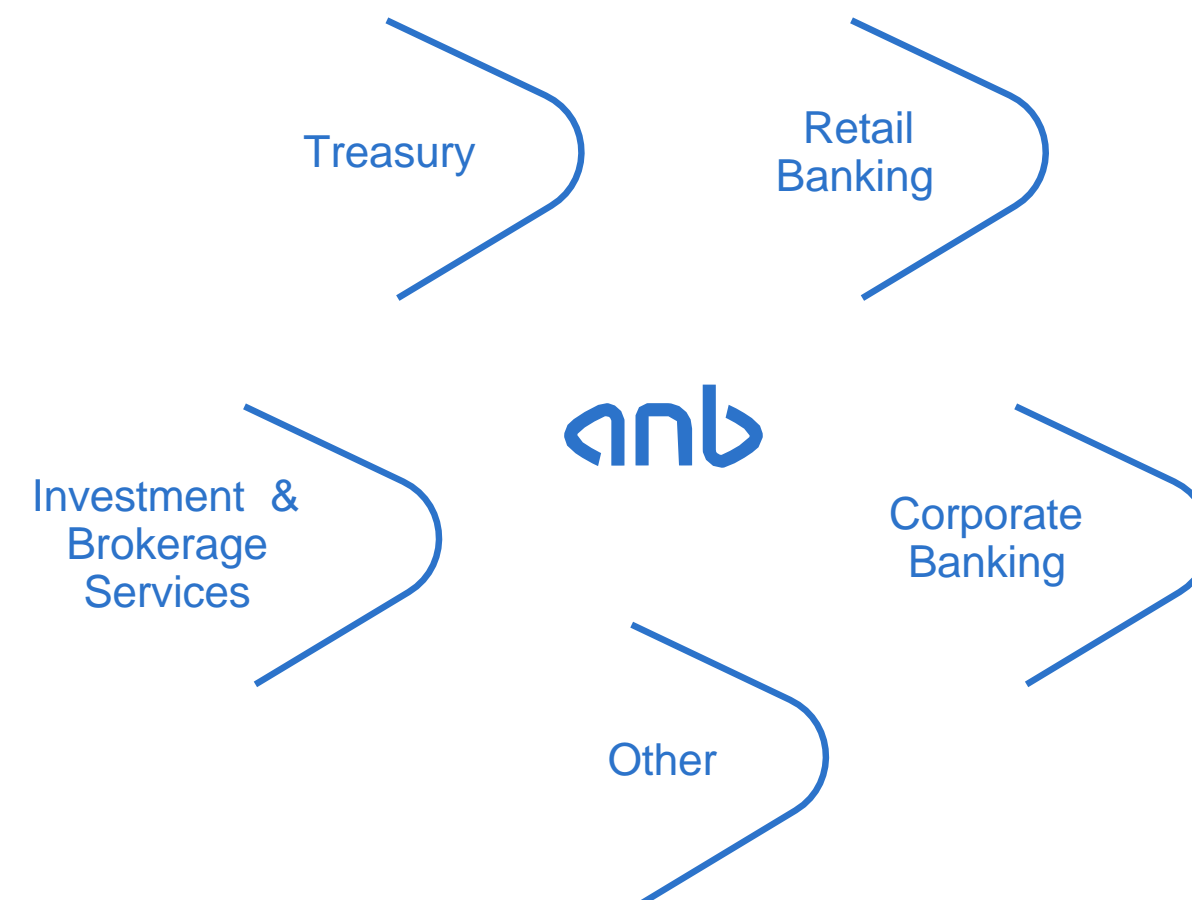 Treasury
Retail
Banking
anb
Investment & 
Brokerage
Services
Corporate
Banking
Other